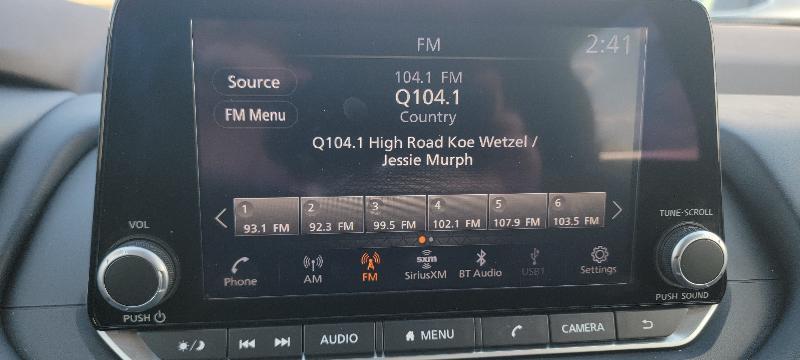 FM
2:41
Source
104.1 FM
Q104.1
FM Menu
Country
Q104.1 High Road Koe Wetzel /
Jessie Murph
1 2 3 4 5 6
93.1 FM 92.3 FM 99.5 FM 102.1 FM 107.9 FM 103.5 FM
VOL
TUNE·SCROLL
sxm
Phone AM FM SiriusXM BT Audio USB1 Settings
PUSH
PUSH SOUND
AUDIO MENU CAMERA